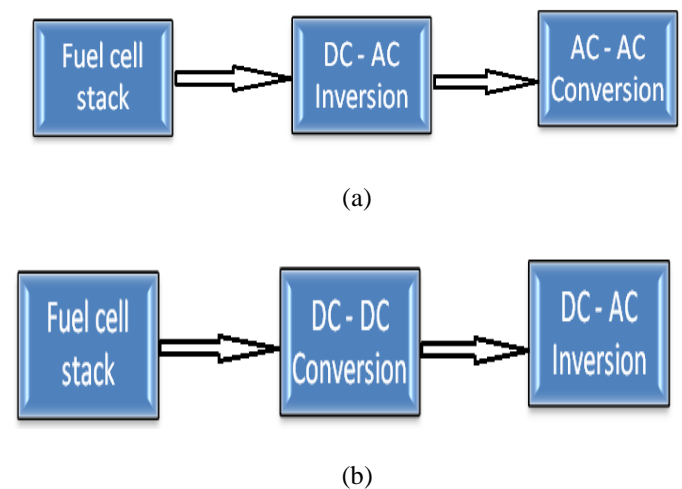 Fuel cell
stack
DC - AC
Inversion
AC - AC
Conversion
(a)
Fuel cell
stack
DC - DC
Conversion
DC - AC
Inversion
(b)